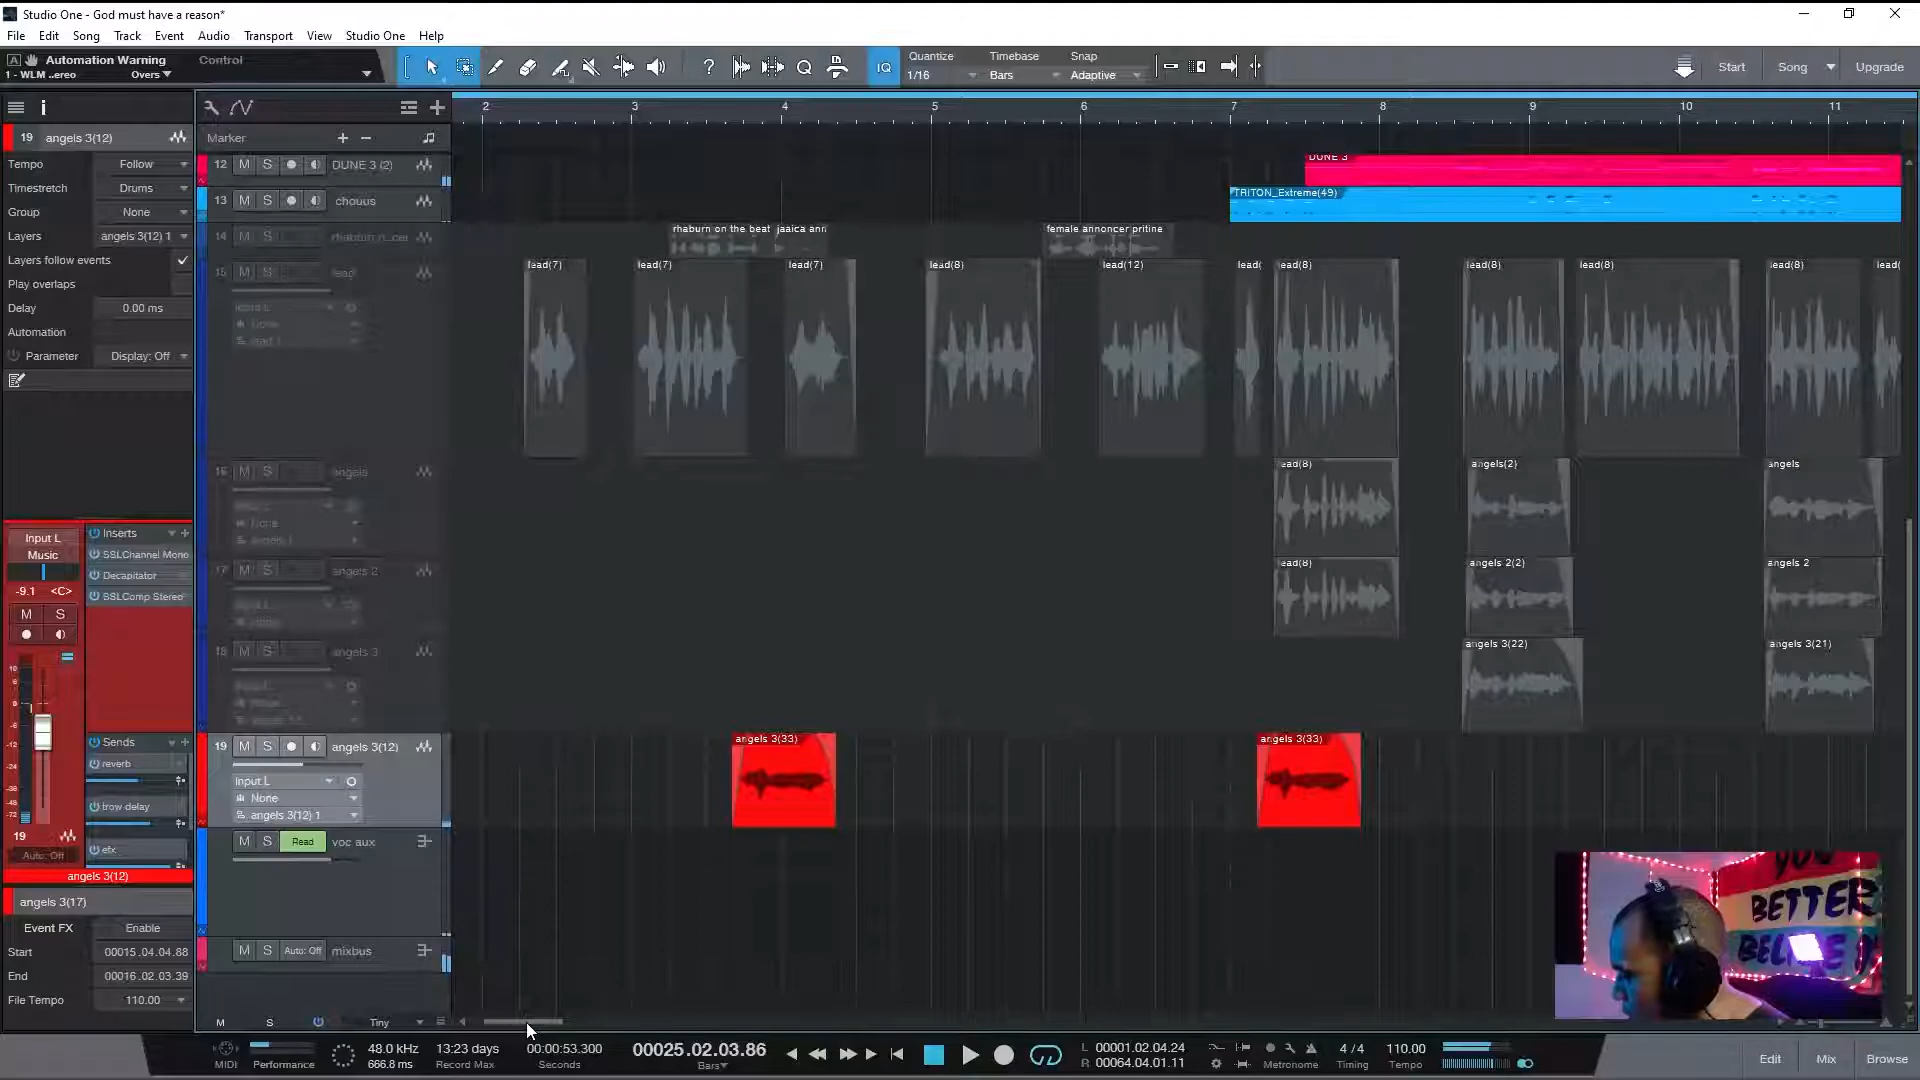 Studio One - God must have a reason*
File Edit Song Track Event Audio Transport View Studio One Help
Automation Warning Control
1 - WLM ..ereo Overs
IQ
Quantize Timebase Snap
1/16 Bars Adaptive
Start Song Upgrade
19 angels 3(12)
Tempo Follow
Timestretch Drums
Group None
Layers angels 3(12) 1
Layers follow events
Play overlaps
Delay 0.00 ms
Automation
Parameter Display: Off
Marker
2 3 4 5 6 7 8 9 10 11
12 M S DUNE 3 (2)
DUNE 3
13 M S chouus
TRITON_Extreme(49)
14 M S
rhaburn on the beat jaaica ann
female annoncer pritine
15 M S lead
lead(7) lead(7) lead(7) lead(8) lead(12) lead( lead(8) lead(8) lead(8) lead(8) lead(
16 M S angels
ead(8) angels(2) angels
17 M S angels 2
ead(8) angels 2(2) angels 2
18 M S angels 3
angels 3(22) angels 3(21)
19 M S angels 3(12)
Input L
None
angels 3(12) 1
angels 3(33) angels 3(33)
M S Read voc aux
M S Auto: Off mixbus
M S Tiny
Input L
Music
-9.1 <C>
M S
Inserts
SSLChannel Mono
Decapitator
SSLComp Stereo
Sends
reverb
trow delay
efx
19
Auto: Off
angels 3(12)
angels 3(17)
Event FX Enable
Start 00015.04.04.88
End 00016.02.03.39
File Tempo 110.00
BETTER
MIDI Performance
48.0 kHz
666.8 ms
13:23 days
Record Max
00:00:53.300
Seconds
00025.02.03.86
Bars
L 00001.02.04.24
R 00064.04.01.11
Metronome
4 / 4
Timing
110.00
Tempo
Edit Mix Browse